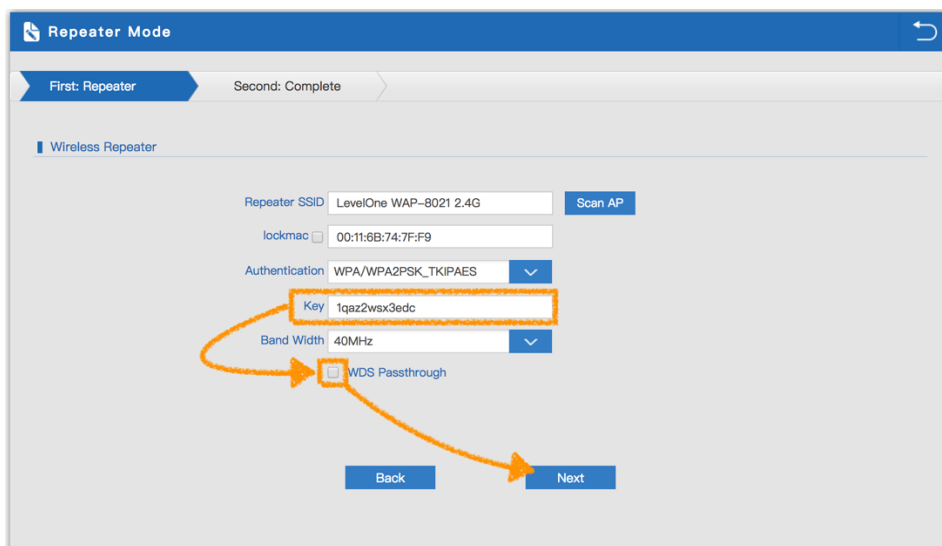 Repeater Mode
First: Repeater
Second: Complete
Wireless Repeater
Repeater SSID LevelOne WAP-8021 2.4G Scan AP
lockmac 00:11:6B:74:7F:F9
Authentication WPA/WPA2PSK_TKIPAES
Key 1qaz2wsx3edc
Band Width 40MHz
WDS Passthrough
Back Next